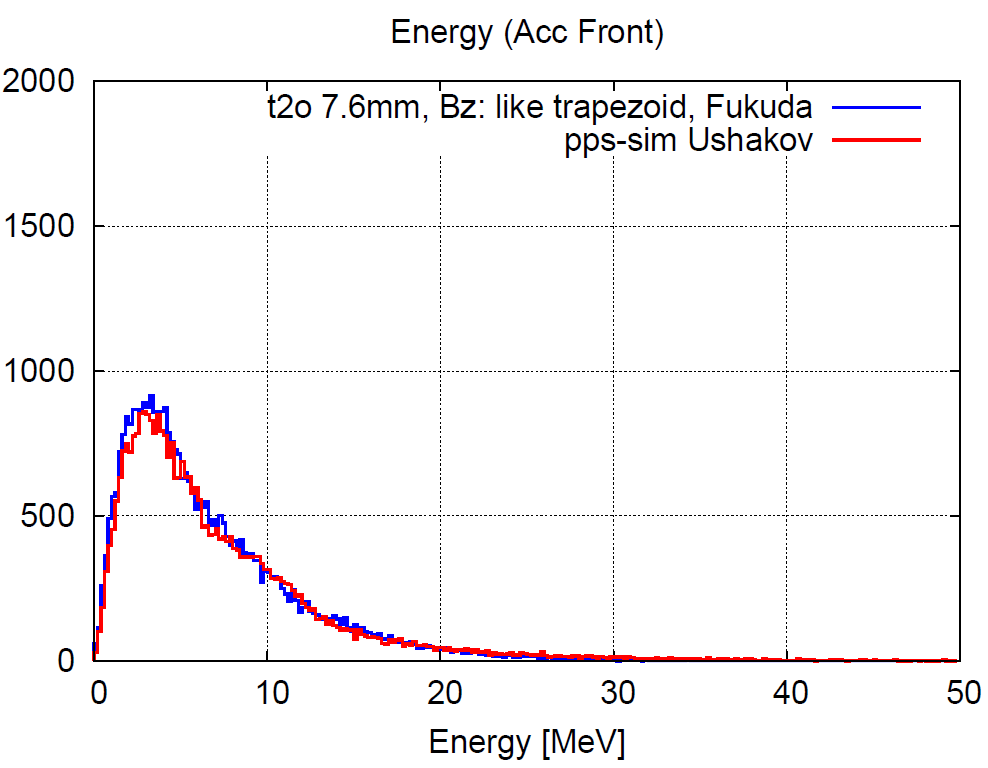 Energy (Acc Front)
2000
t2o 7.6mm, Bz: like trapezoid, Fukuda
pps-sim Ushakov
1500
1000
500
0
0 10 20 30 40 50
Energy [MeV]